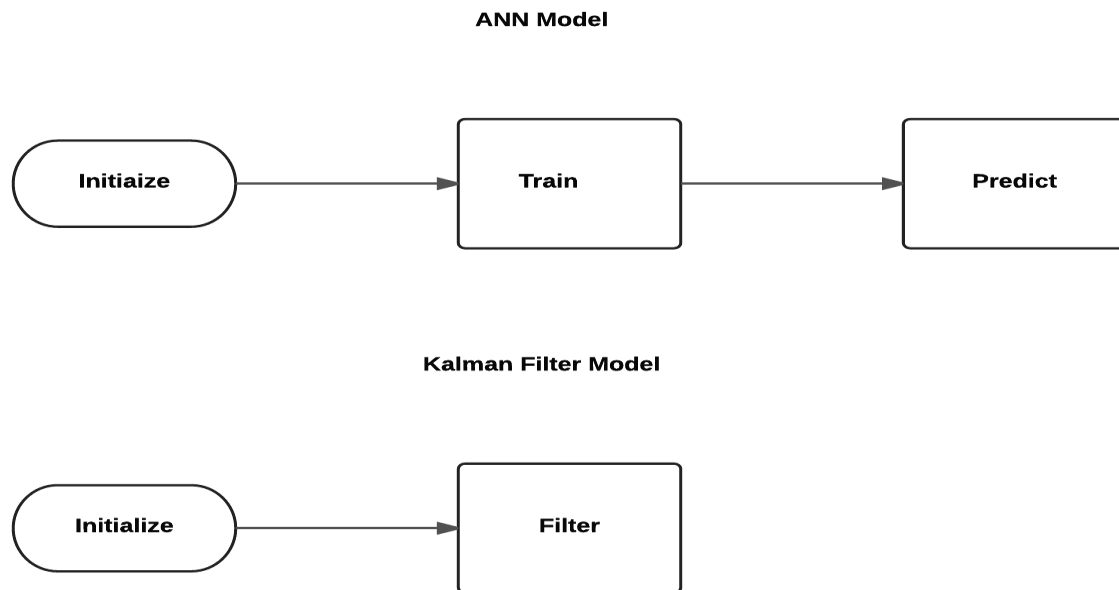 ANN Model
Initiaize
Train
Predict
Kalman Filter Model
Initialize
Filter